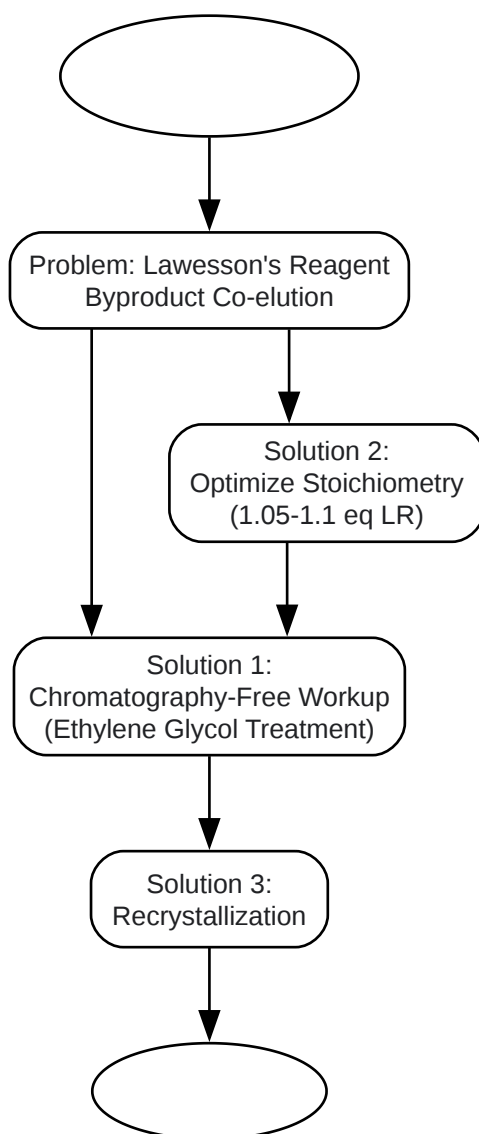 Problem: Lawesson's Reagent
Byproduct Co-elution
Solution 2:
Optimize Stoichiometry
(1.05-1.1 eq LR)
Solution 1:
Chromatography-Free Workup
(Ethylene Glycol Treatment)
Solution 3:
Recrystallization